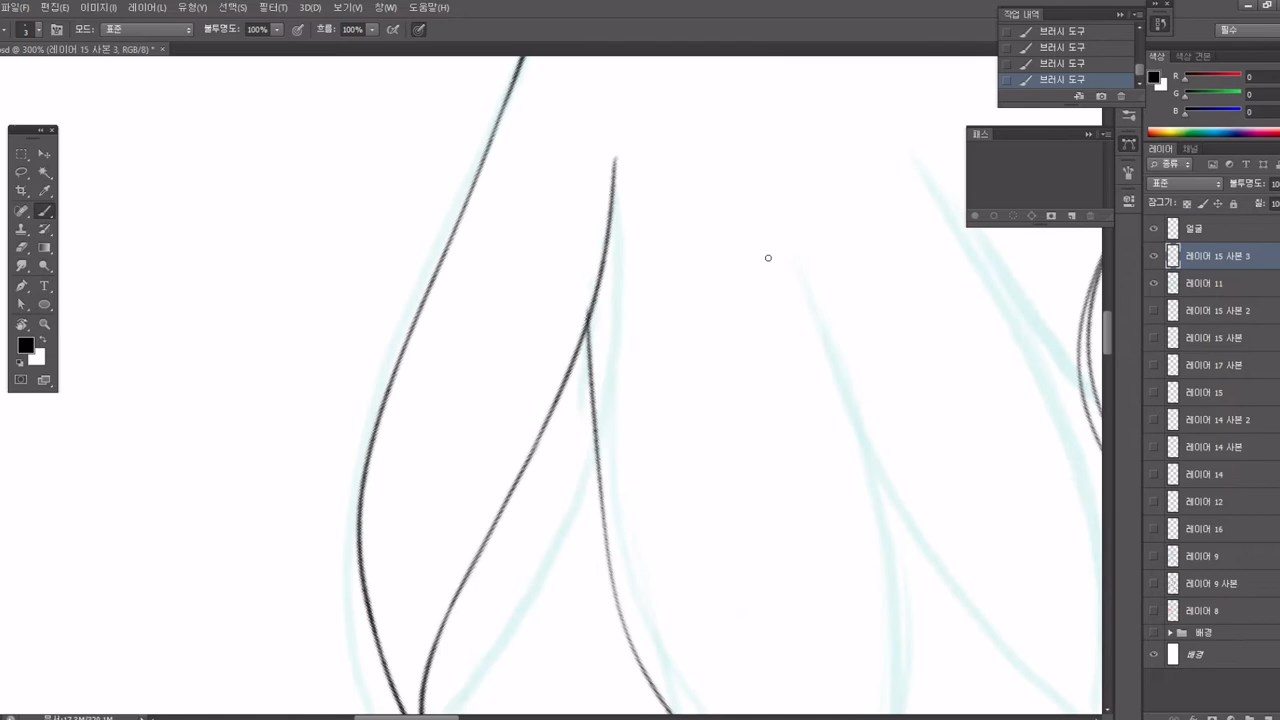 파일(F) 편집(E) 이미지(I) 레이어(L) 유형(Y) 선택(S) 필터(T) 3D(D) 보기(V) 창(W) 도움말(H)
3 모드: 표준 불투명도: 100% 흐름: 100%
필수
sd @ 300% (레이어 15 사본 3, RGB/8) *
작업 내역
브러시 도구
브러시 도구
브러시 도구
브러시 도구
패스
색상 색상 견본
R 0
G 0
B 0
레이어 채널
종류
표준 불투명도: 10
잠그기: 칠: 10
얼굴
레이어 15 사본 3
레이어 11
레이어 15 사본 2
레이어 15 사본
레이어 17 사본
레이어 15
레이어 14 사본 2
레이어 14 사본
레이어 14
레이어 12
레이어 16
레이어 9
레이어 9 사본
레이어 8
배경
배경